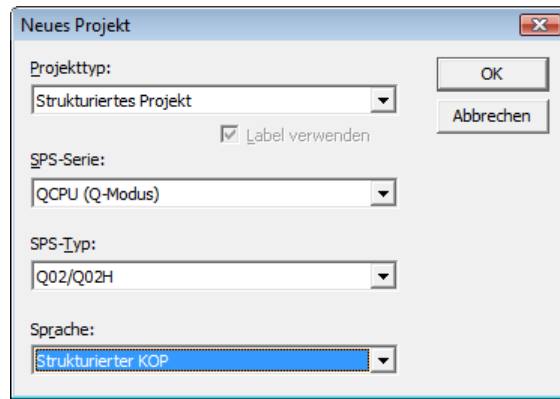 Neues Projekt
Projekttyp:
Strukturiertes Projekt
Label verwenden
SPS-Serie:
QCPU (Q-Modus)
SPS-Typ:
Q02/Q02H
Sprache:
Strukturierter KOP
OK
Abbrechen